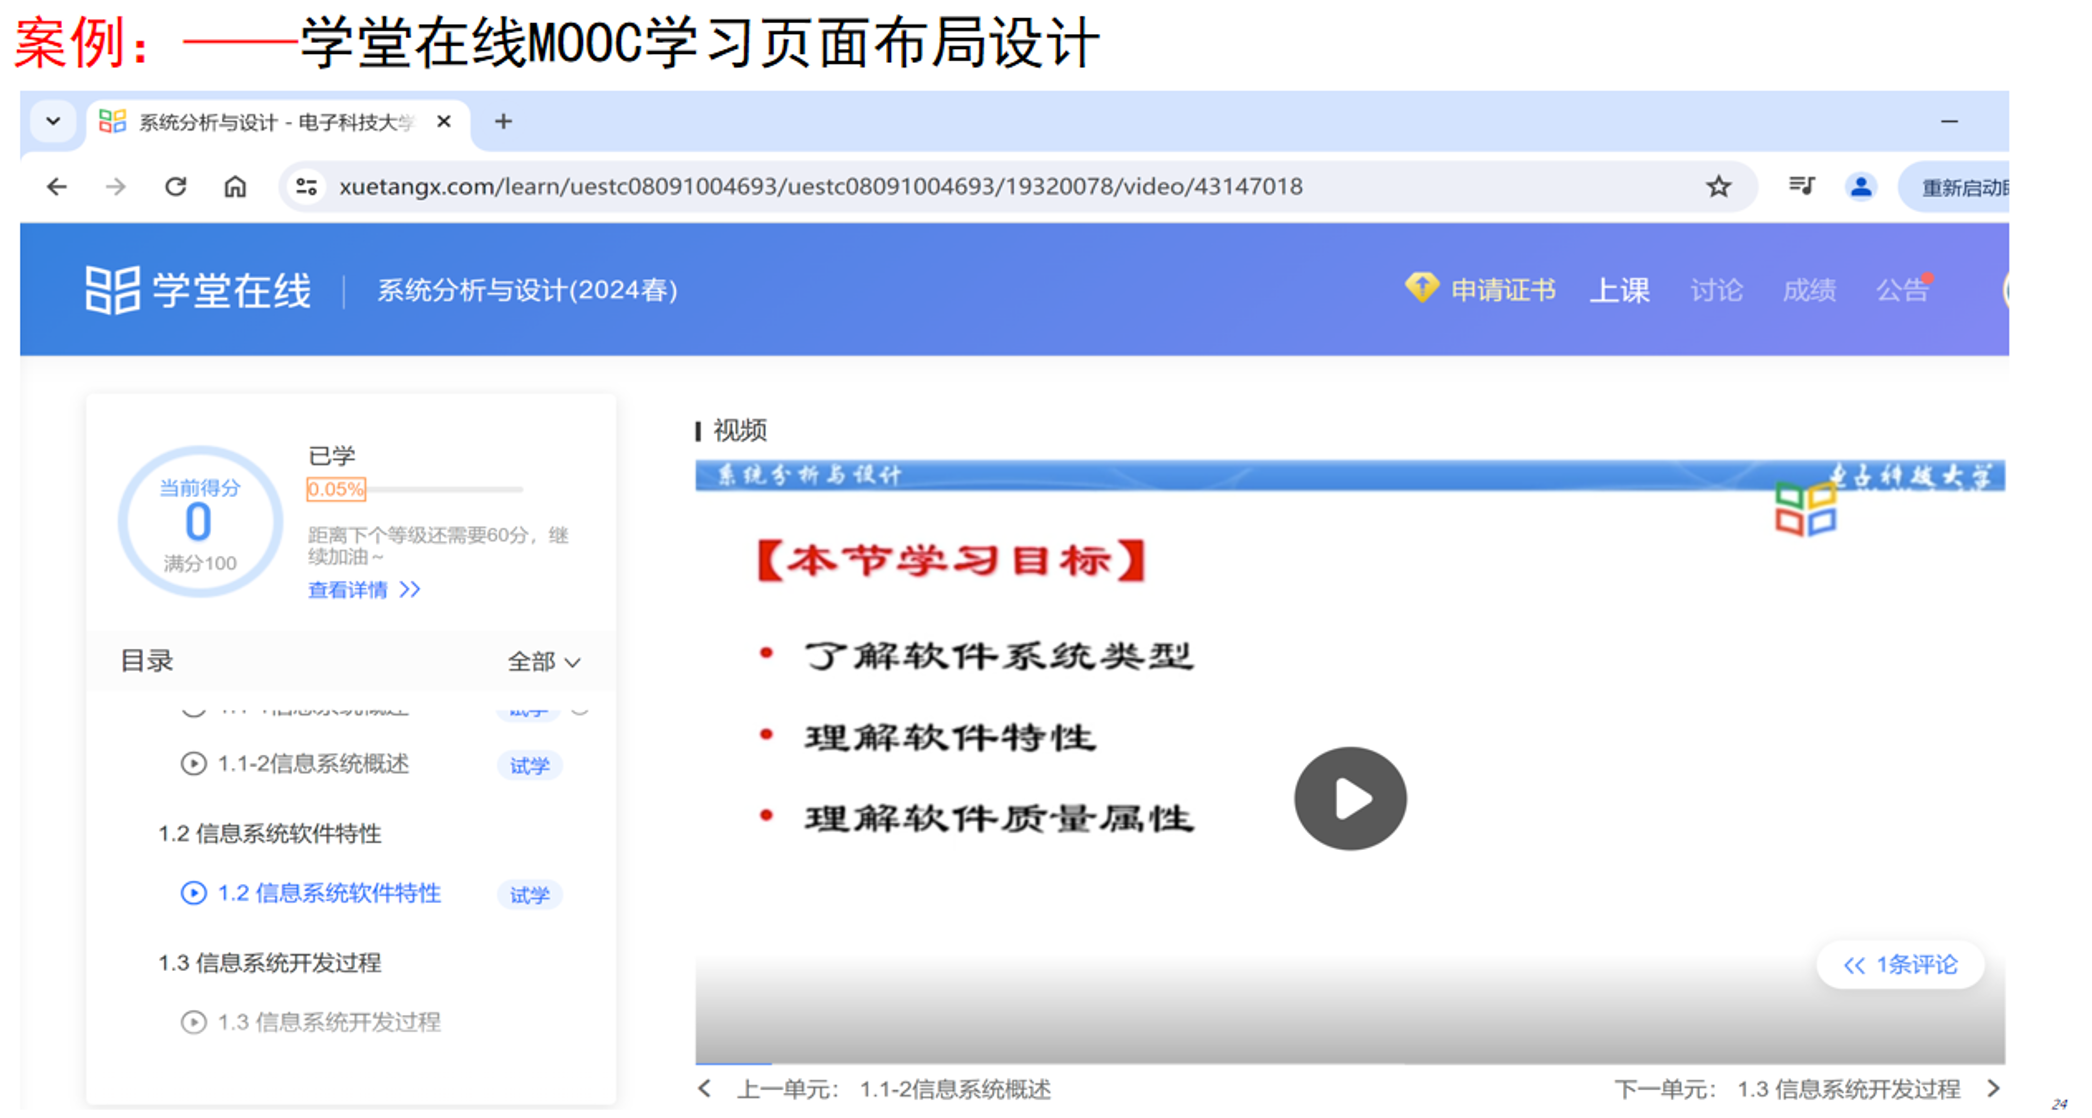 案例：——学堂在线MOOC学习页面布局设计
系统分析与设计 - 电子科技大学
xuetangx.com/learn/uestc08091004693/uestc08091004693/19320078/video/43147018
重新启动
学堂在线
系统分析与设计(2024春)
申请证书 上课 讨论 成绩 公告
当前得分
0
满分100
已学
0.05%
距离下个等级还需要60分，继
续加油~
查看详情 >>
目录 全部
1.1-1信息系统概述 试学
1.1-2信息系统概述 试学
1.2 信息系统软件特性
1.2 信息系统软件特性 试学
1.3 信息系统开发过程
1.3 信息系统开发过程
视频
系统分析与设计 电子科技大学
【本节学习目标】
• 了解软件系统类型
• 理解软件特性
• 理解软件质量属性
<< 1条评论
< 上一单元： 1.1-2信息系统概述
下一单元： 1.3 信息系统开发过程 >
24